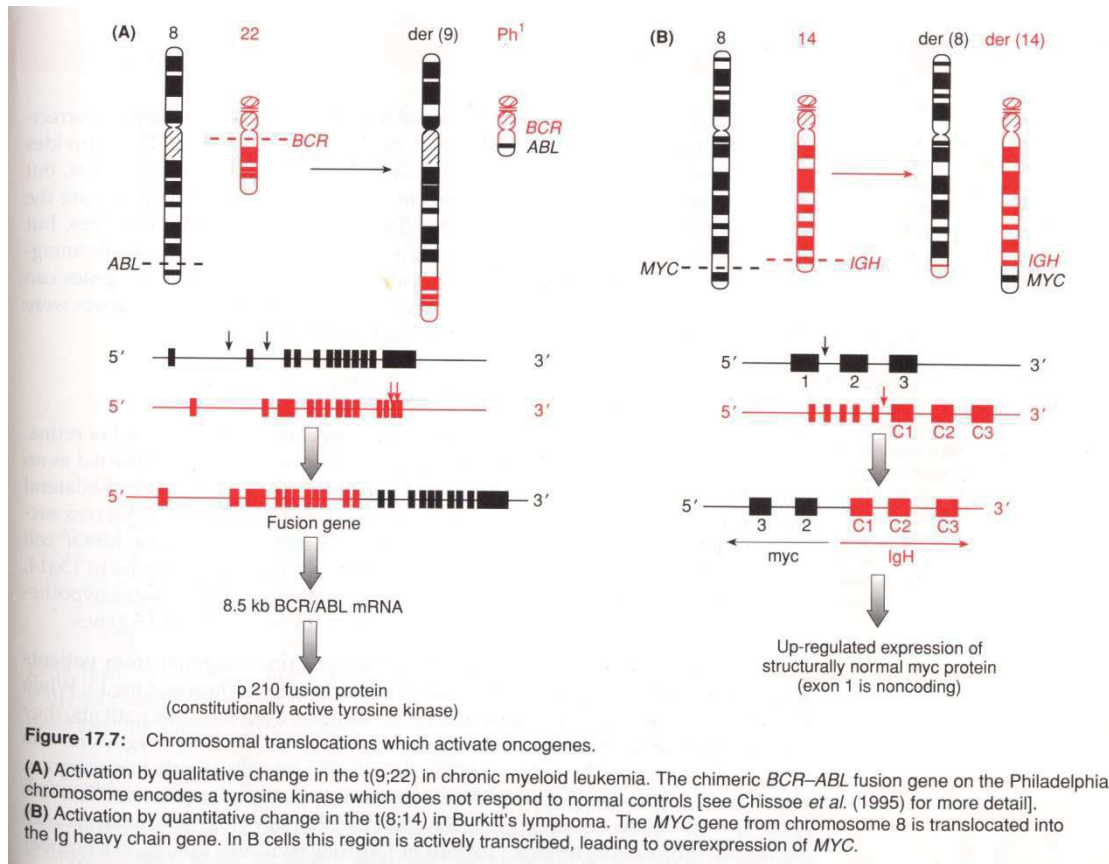 (A) 8 22 der (9) Ph¹
BCR
BCR
ABL
ABL
5′ 3′
5′ 3′
5′ 3′
Fusion gene
8.5 kb BCR/ABL mRNA
p 210 fusion protein
(constitutionally active tyrosine kinase)
(B) 8 14 der (8) der (14)
MYC IGH IGH
MYC
5′ 3′
1 2 3
5′ 3′
C1 C2 C3
5′ 3′
3 2 C1 C2 C3
myc IgH
Up-regulated expression of
structurally normal myc protein
(exon 1 is noncoding)
Figure 17.7: Chromosomal translocations which activate oncogenes.
(A) Activation by qualitative change in the t(9;22) in chronic myeloid leukemia. The chimeric BCR–ABL fusion gene on the Philadelphia
chromosome encodes a tyrosine kinase which does not respond to normal controls [see Chissoe et al. (1995) for more detail].
(B) Activation by quantitative change in the t(8;14) in Burkitt's lymphoma. The MYC gene from chromosome 8 is translocated into
the Ig heavy chain gene. In B cells this region is actively transcribed, leading to overexpression of MYC.